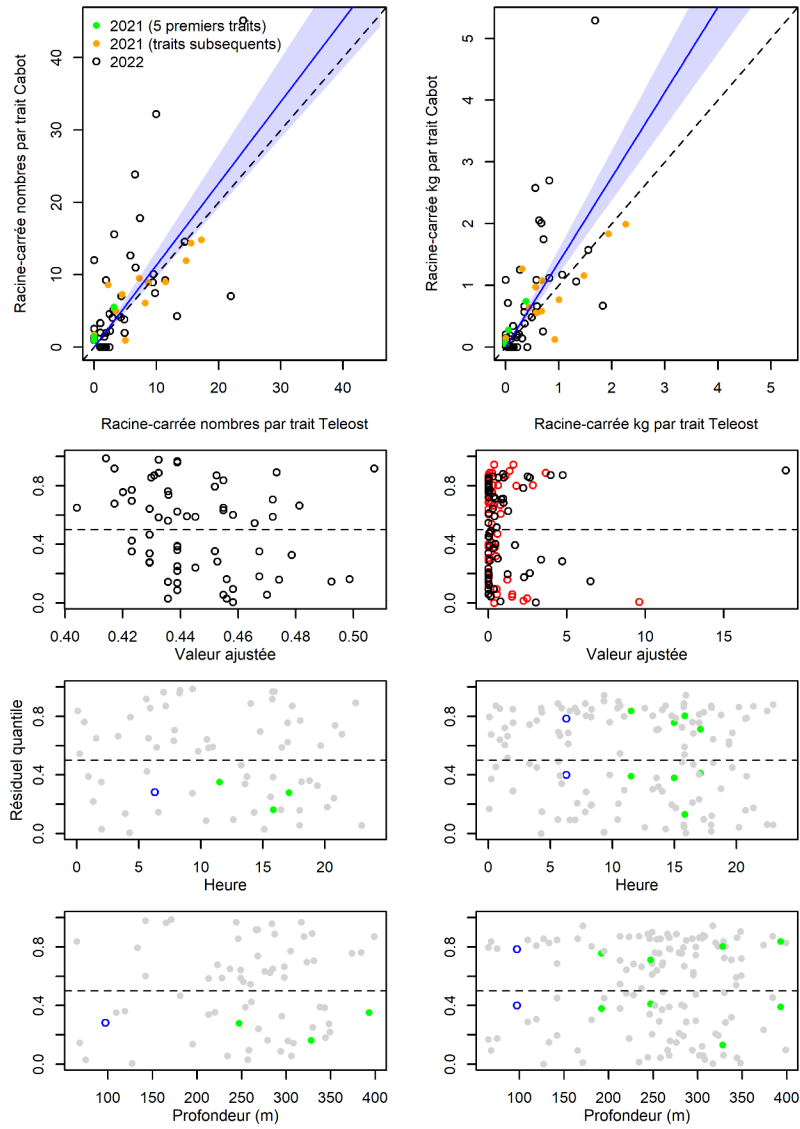 2021 (5 premiers traits)
2021 (traits subsequents)
2022
Racine-carrée nombres par trait Cabot
0 10 20 30 40
0 10 20 30 40
Racine-carrée nombres par trait Teleost
Racine-carrée kg par trait Cabot
0 1 2 3 4 5
0 1 2 3 4 5
Racine-carrée kg par trait Teleost
0.0 0.4 0.8
0.40 0.42 0.44 0.46 0.48 0.50
Valeur ajustée
0.0 0.4 0.8
0 5 10 15
Valeur ajustée
Résiduel quantile
0.0 0.4 0.8
0 5 10 15 20
Heure
0.0 0.4 0.8
0 5 10 15 20
Heure
0.0 0.4 0.8
100 150 200 250 300 350 400
Profondeur (m)
0.0 0.4 0.8
100 150 200 250 300 350 400
Profondeur (m)